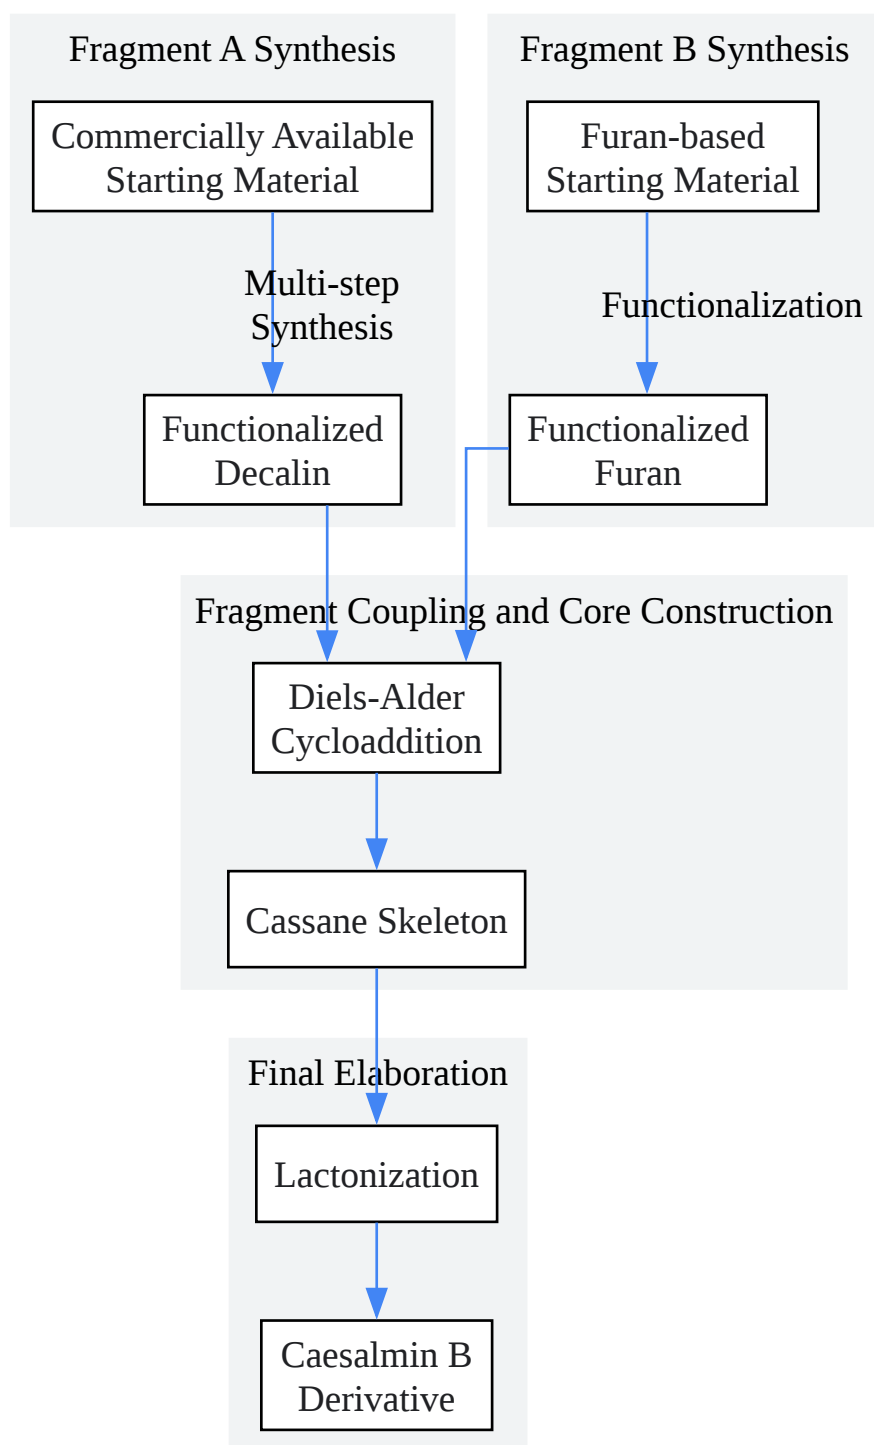 Fragment A Synthesis
Commercially Available
Starting Material
Multi-step
Synthesis
Functionalized
Decalin
Fragment B Synthesis
Furan-based
Starting Material
Functionalization
Functionalized
Furan
Fragment Coupling and Core Construction
Diels-Alder
Cycloaddition
Cassane Skeleton
Final Elaboration
Lactonization
Caesalmin B
Derivative